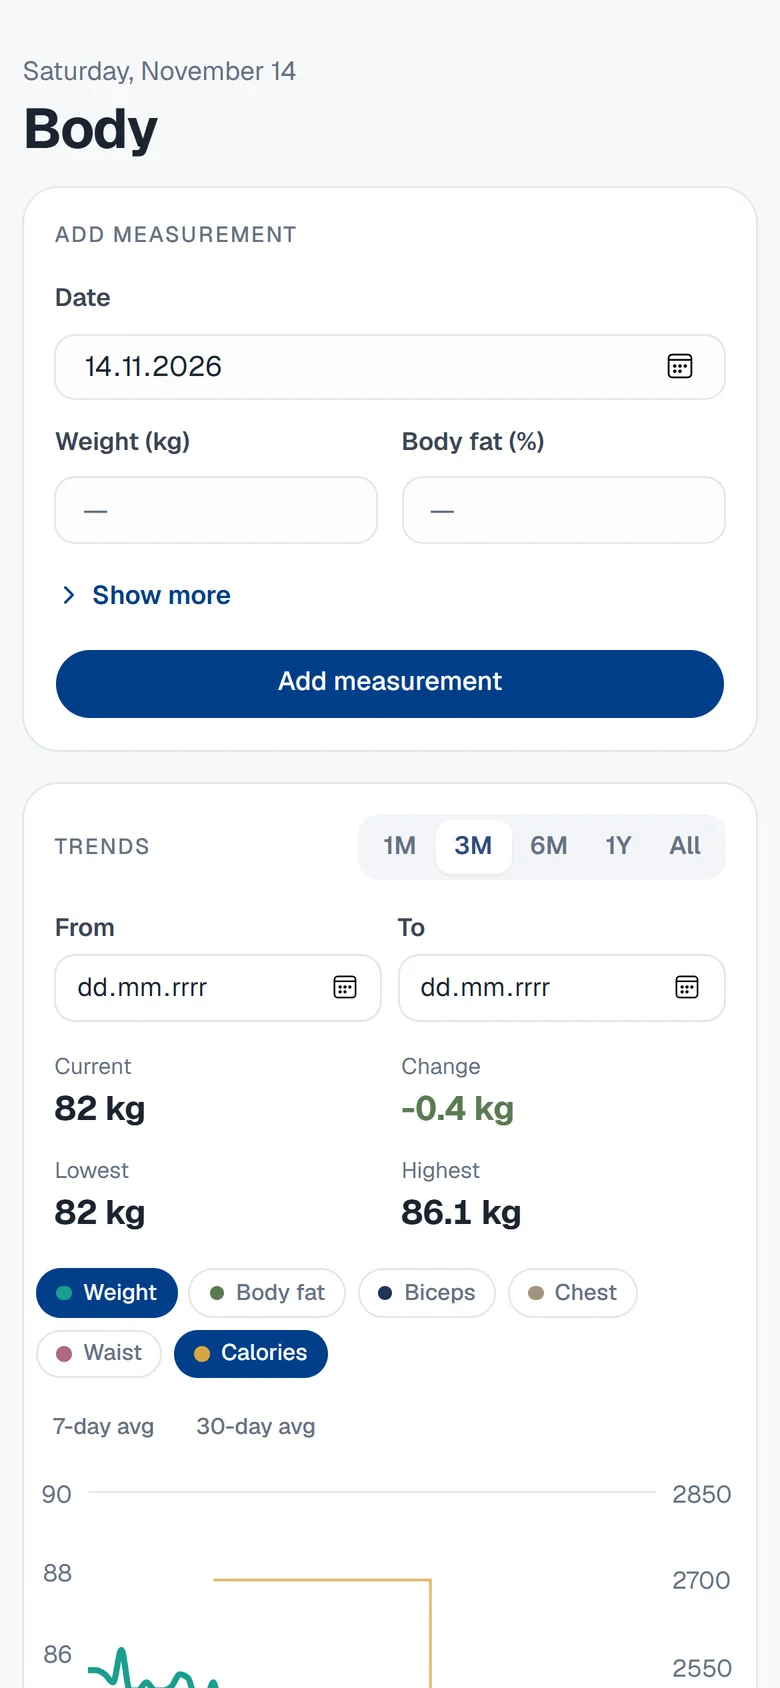 Saturday, November 14
Body
ADD MEASUREMENT
Date
14.11.2026
Weight (kg) Body fat (%)
— —
Show more
Add measurement
TRENDS 1M 3M 6M 1Y All
From To
dd.mm.rrrr dd.mm.rrrr
Current Change
82 kg -0.4 kg
Lowest Highest
82 kg 86.1 kg
Weight Body fat Biceps Chest
Waist Calories
7-day avg 30-day avg
90 2850
88 2700
86 2550